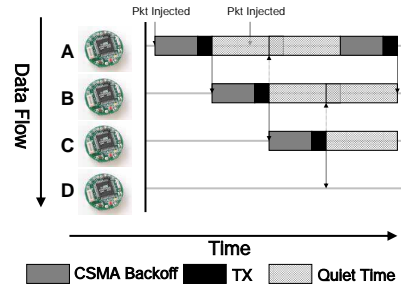 Pkt Injected Pkt Injected
A
B
C
D
Data Flow
Time
CSMA Backoff TX Quiet Time